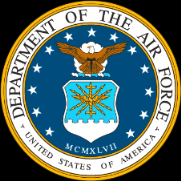 DEPARTMENT OF THE AIR FORCE
MCMXLVII
UNITED STATES OF AMERICA